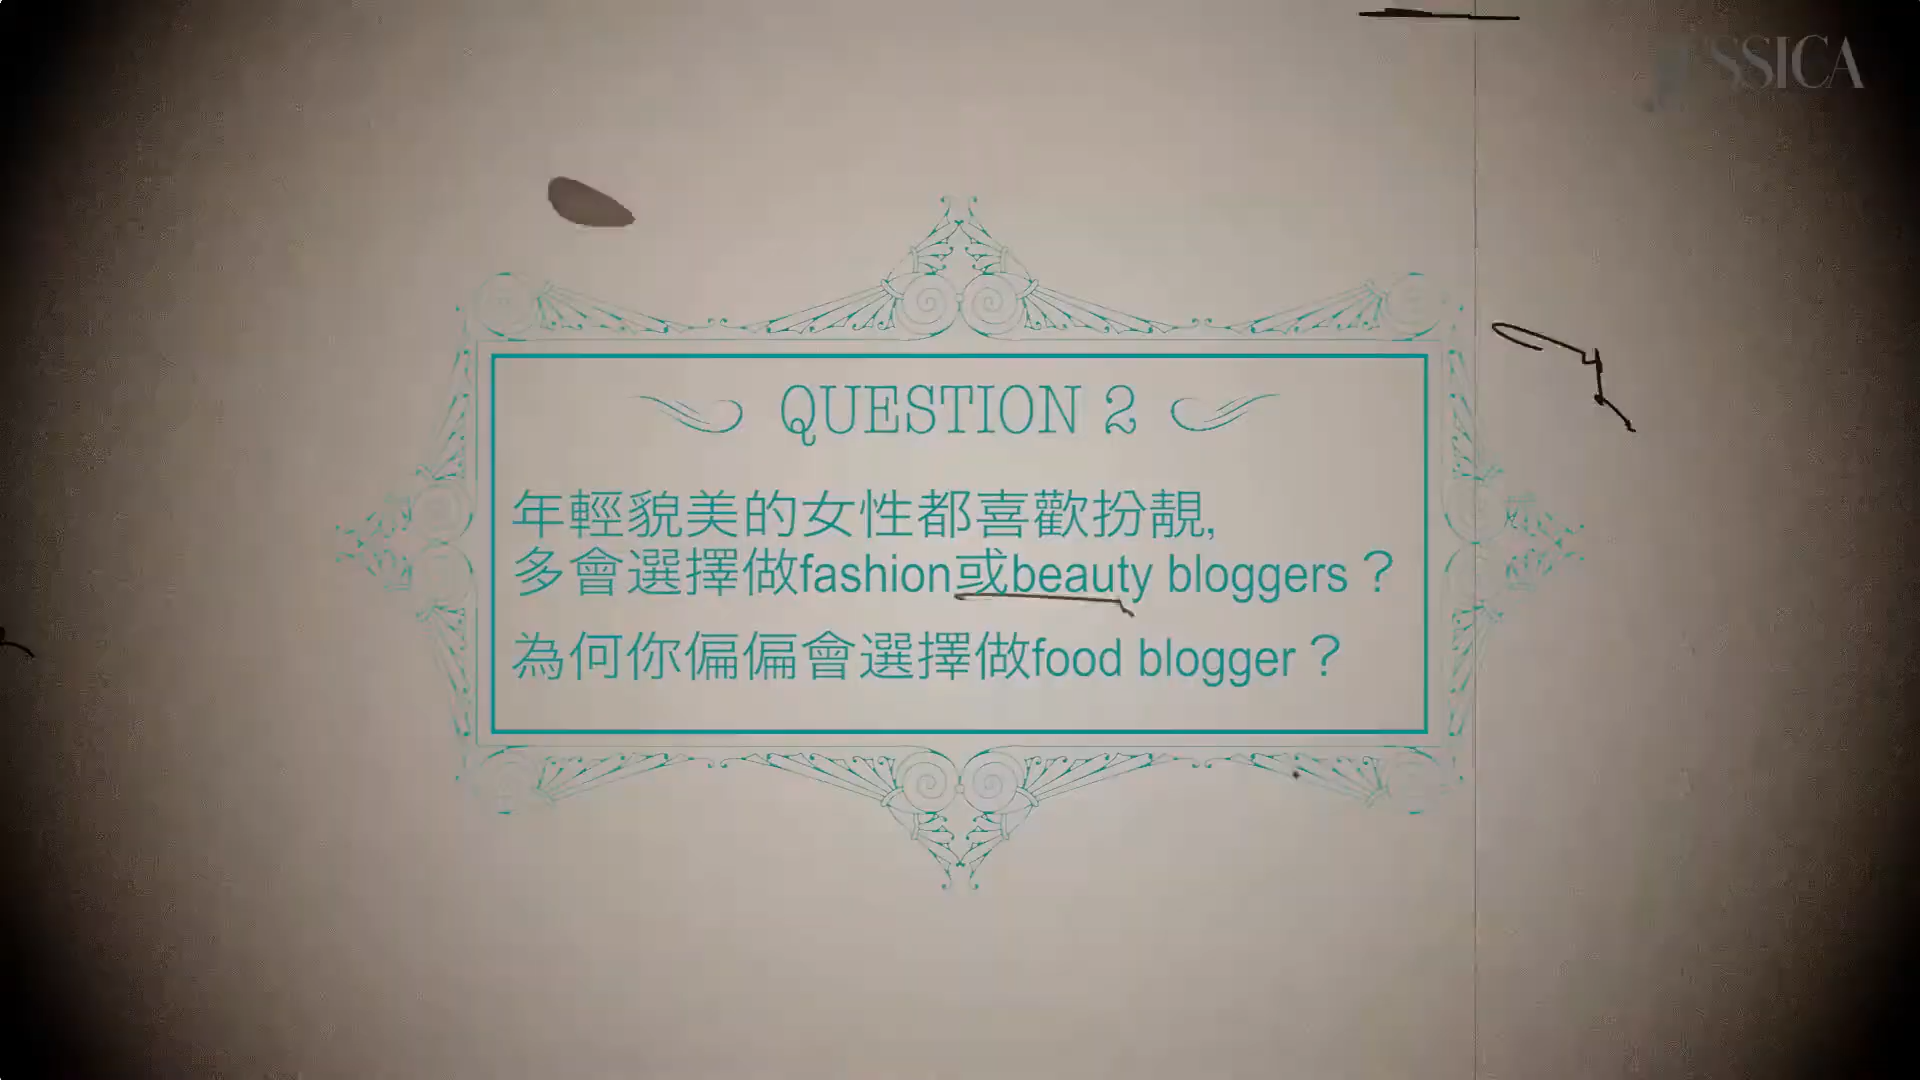 JESSICA
QUESTION 2
年輕貌美的女性都喜歡扮靚,
多會選擇做fashion或beauty bloggers？
為何你偏偏會選擇做food blogger？